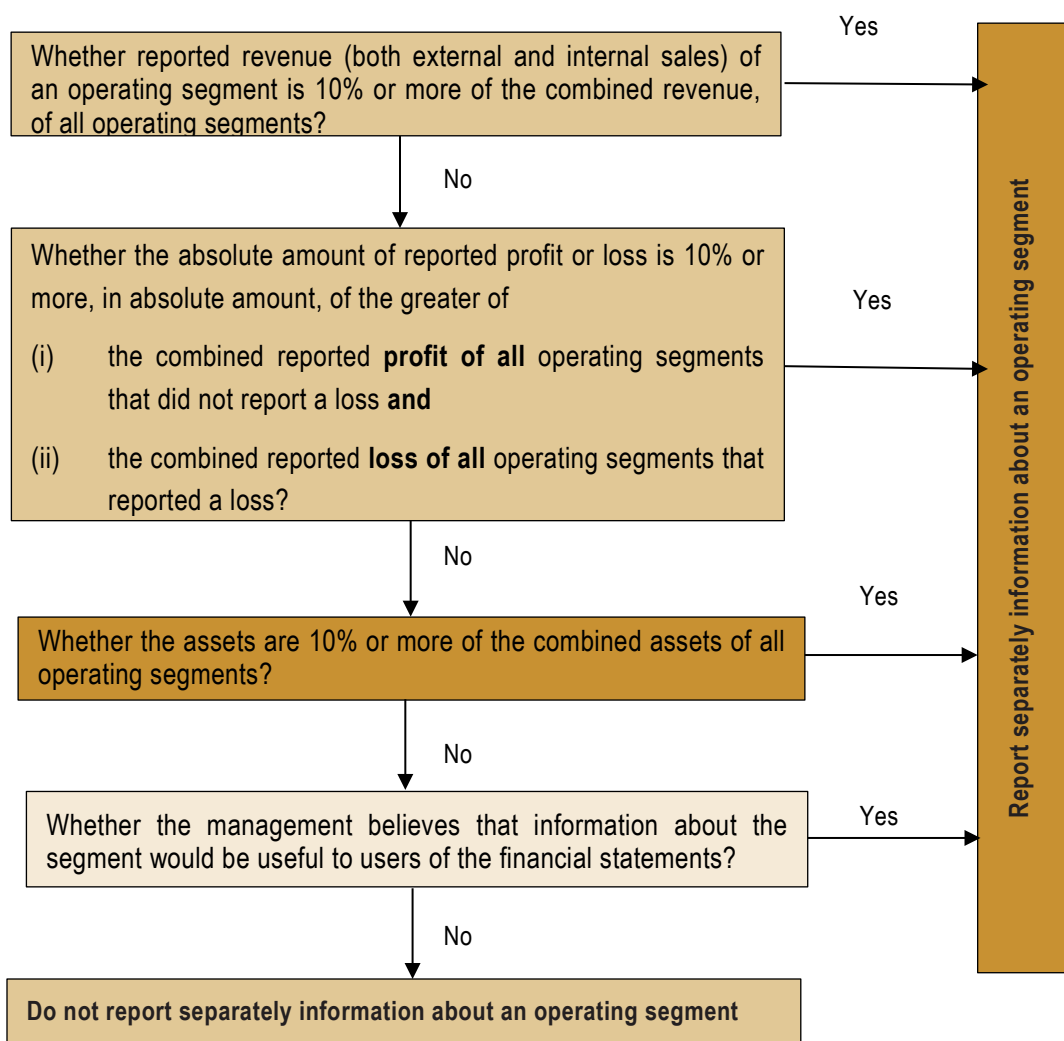 Yes
Whether reported revenue (both external and internal sales) of
an operating segment is 10% or more of the combined revenue,
of all operating segments?
No
Whether the absolute amount of reported profit or loss is 10% or
more, in absolute amount, of the greater of
Yes
(i) the combined reported profit of all operating segments
that did not report a loss and
(ii) the combined reported loss of all operating segments that
reported a loss?
No
Yes
Whether the assets are 10% or more of the combined assets of all
operating segments?
No
Whether the management believes that information about the
segment would be useful to users of the financial statements?
Yes
No
Do not report separately information about an operating segment
Report separately information about an operating segment